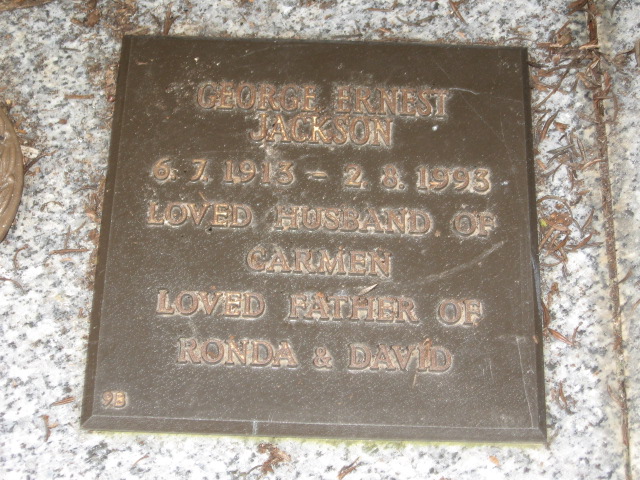 GEORGE ERNEST
JACKSON
6. 7. 1913 – 2. 8. 1993
LOVED HUSBAND OF
CARMEN
LOVED FATHER OF
RONDA & DAVID
9B